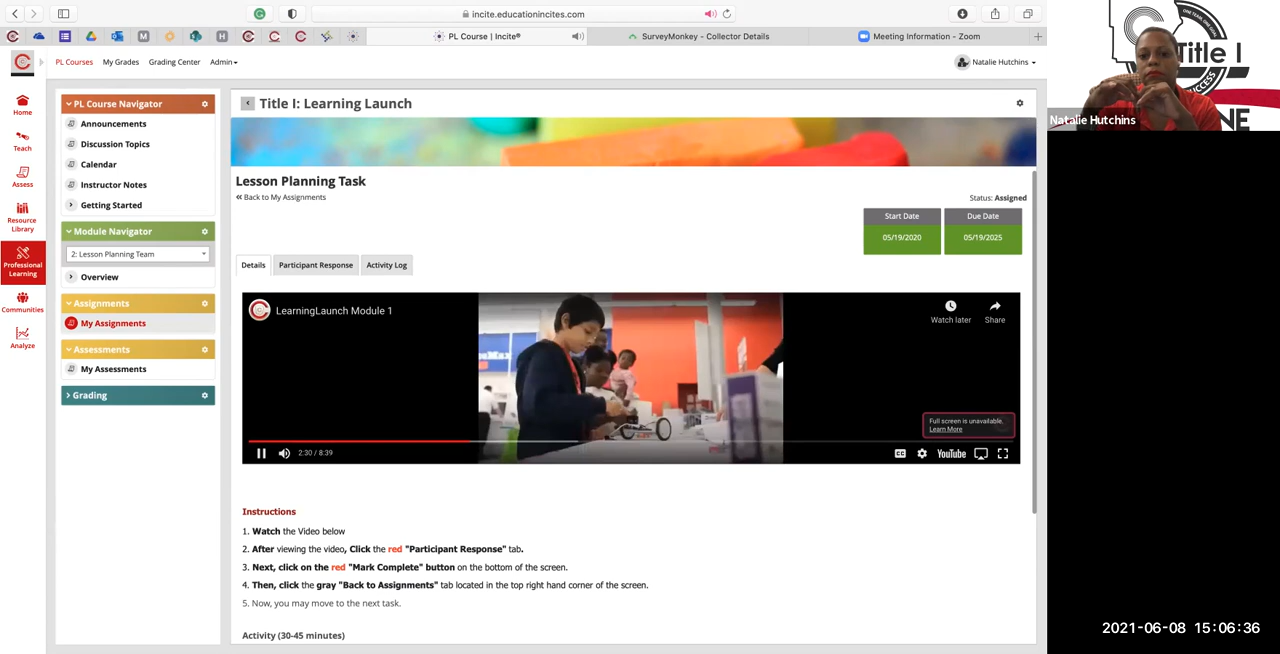 incite.educationincites.com
PL Course | Incite®
SurveyMonkey - Collector Details
Meeting Information - Zoom
PL Courses
My Grades
Grading Center
Admin
Natalie Hutchins
Home
Teach
Assess
Resource
Library
Professional
Learning
Communities
Analyze
PL Course Navigator
Announcements
Discussion Topics
Calendar
Instructor Notes
Getting Started
Module Navigator
2: Lesson Planning Team
Overview
Assignments
My Assignments
Assessments
My Assessments
Grading
Title I: Learning Launch
Lesson Planning Task
Back to My Assignments
Status: Assigned
Start Date
Due Date
05/19/2020
05/19/2025
Details
Participant Response
Activity Log
LearningLaunch Module 1
Watch later
Share
Full screen is unavailable.
Learn More
2:30 / 8:39
CC
YouTube
Instructions
1. Watch the Video below
2. After viewing the video, Click the red "Participant Response" tab.
3. Next, click on the red "Mark Complete" button on the bottom of the screen.
4. Then, click the gray "Back to Assignments" tab located in the top right hand corner of the screen.
5. Now, you may move to the next task.
Activity (30-45 minutes)
Title I
SUCCESS
Natalie Hutchins
2021-06-08 15:06:36